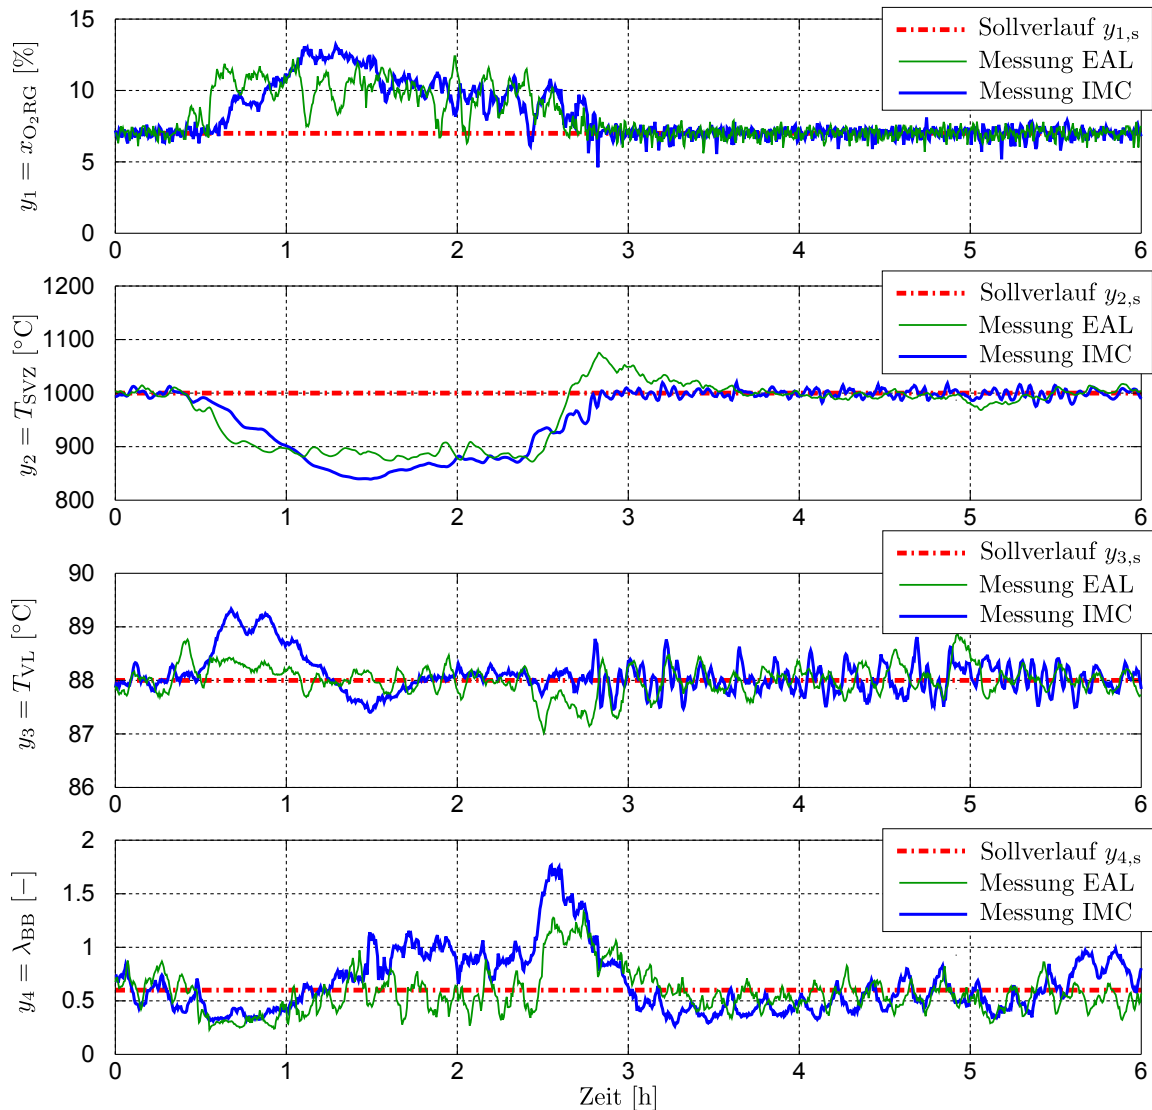 15
10
5
0
y₁ = x_O₂RG [%]
Sollverlauf y₁,s
Messung EAL
Messung IMC
0 1 2 3 4 5 6
1200
1100
1000
900
800
y₂ = T_SVZ [°C]
Sollverlauf y₂,s
Messung EAL
Messung IMC
0 1 2 3 4 5 6
90
89
88
87
86
y₃ = T_VL [°C]
Sollverlauf y₃,s
Messung EAL
Messung IMC
0 1 2 3 4 5 6
2
1.5
1
0.5
0
y₄ = λ_BB [−]
Sollverlauf y₄,s
Messung EAL
Messung IMC
0 1 2 3 4 5 6
Zeit [h]